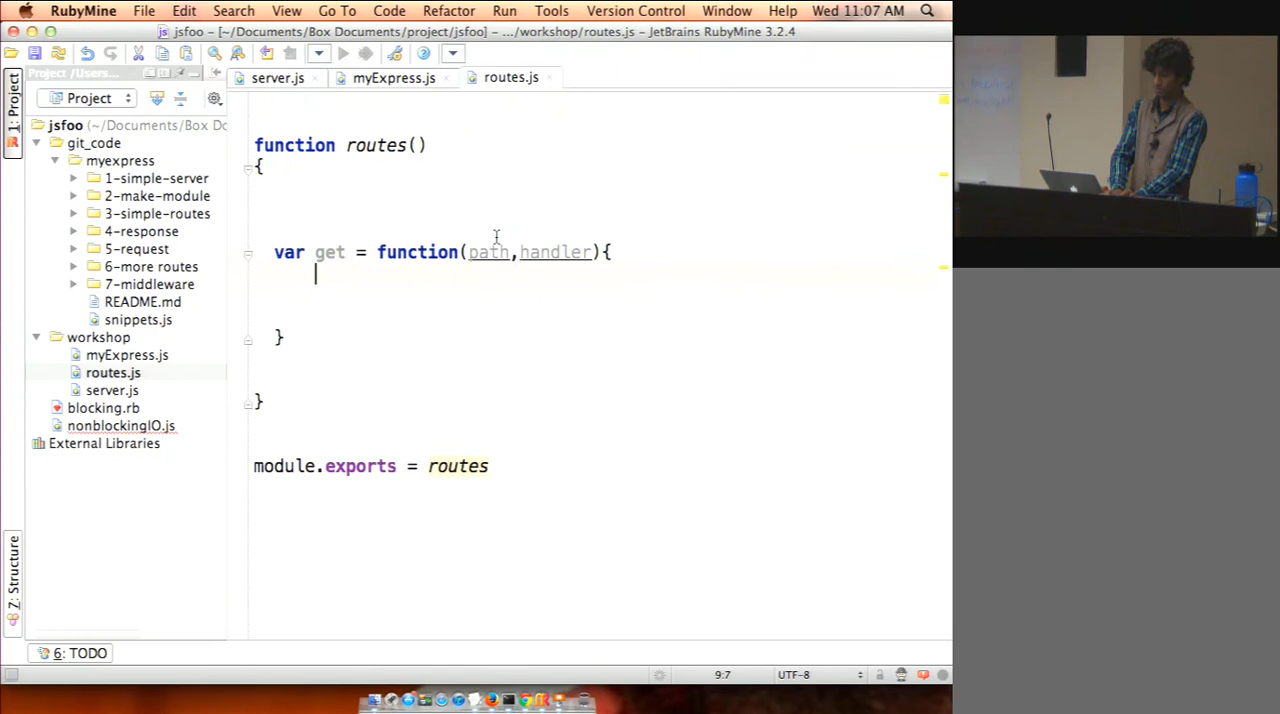 RubyMine File Edit Search View Go To Code Refactor Run Tools Version Control Window Help Wed 11:07 AM
jsfoo - [~/Documents/Box Documents/project/jsfoo] - .../workshop/routes.js - JetBrains RubyMine 3.2.4
Project /Users...
server.js
myExpress.js
routes.js
1: Project
Project
jsfoo (~/Documents/Box Do
git_code
myexpress
1-simple-server
2-make-module
3-simple-routes
4-response
5-request
6-more routes
7-middleware
README.md
snippets.js
workshop
myExpress.js
routes.js
server.js
blocking.rb
nonblockingIO.js
External Libraries
function routes()
{
var get = function(path,handler){
}
}
module.exports = routes
7: Structure
6: TODO
9:7 UTF-8